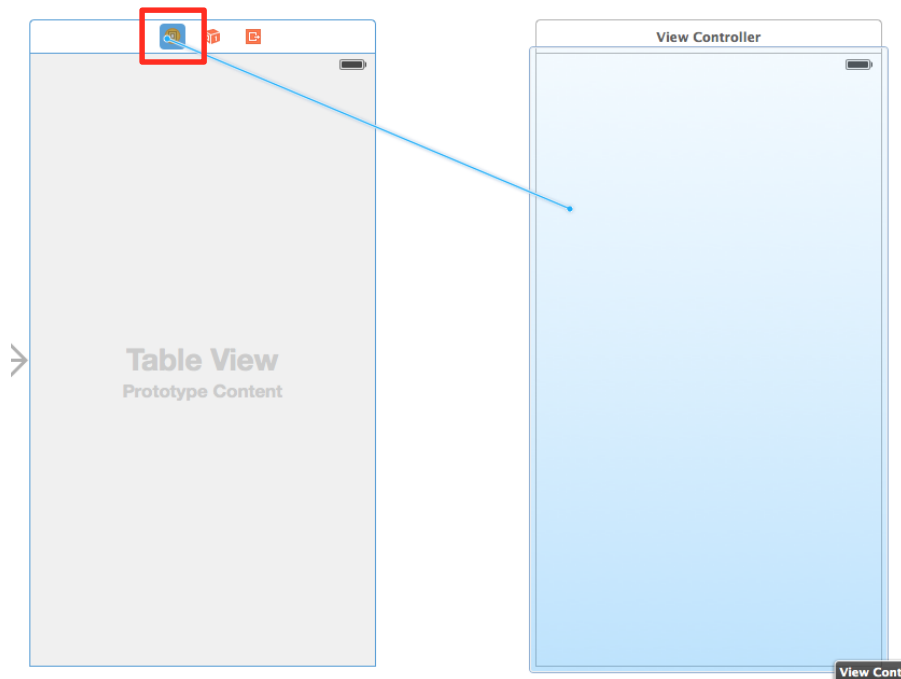 View Controller
Table View
Prototype Content
View Cont